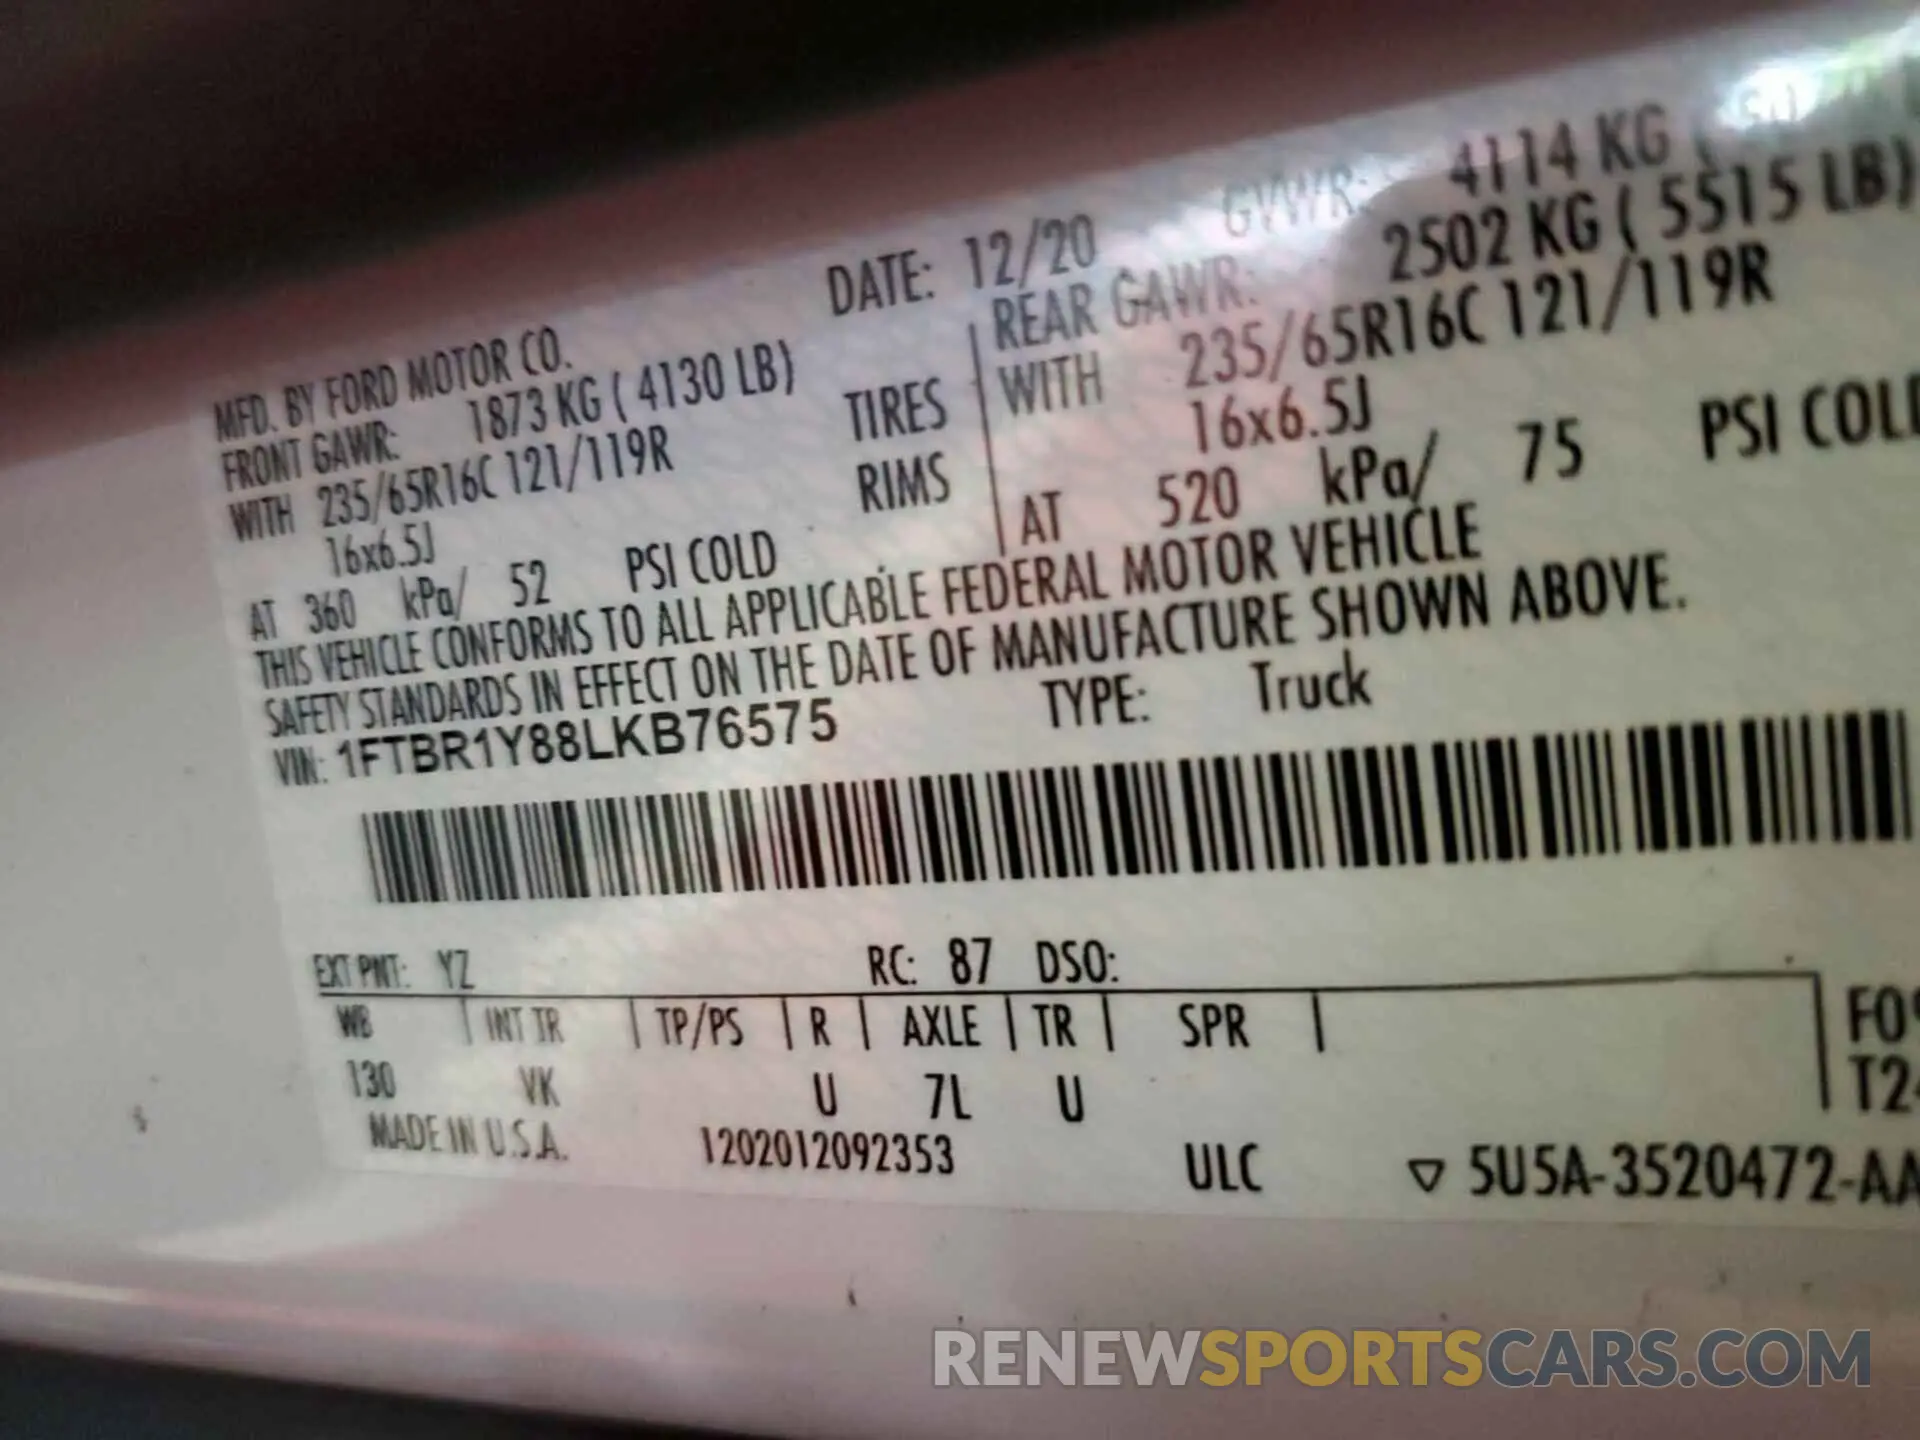 MFD. BY FORD MOTOR CO. DATE: 12/20 GVWR: 4114 KG
FRONT GAWR: 1873 KG ( 4130 LB) REAR GAWR: 2502 KG ( 5515 LB)
WITH 235/65R16C 121/119R TIRES WITH 235/65R16C 121/119R
16x6.5J RIMS 16x6.5J
AT 360 kPa/ 52 PSI COLD AT 520 kPa/ 75 PSI COLD
THIS VEHICLE CONFORMS TO ALL APPLICABLE FEDERAL MOTOR VEHICLE
SAFETY STANDARDS IN EFFECT ON THE DATE OF MANUFACTURE SHOWN ABOVE.
VIN: 1FTBR1Y88LKB76575 TYPE: Truck
EXT PNT: YZ RC: 87 DSO:
WB | INT TR | TP/PS | R | AXLE | TR | SPR |
130 VK U 7L U
MADE IN U.S.A. 1202012092353 ULC ▽ 5U5A-3520472-AA
RENEWSPORTSCARS.COM